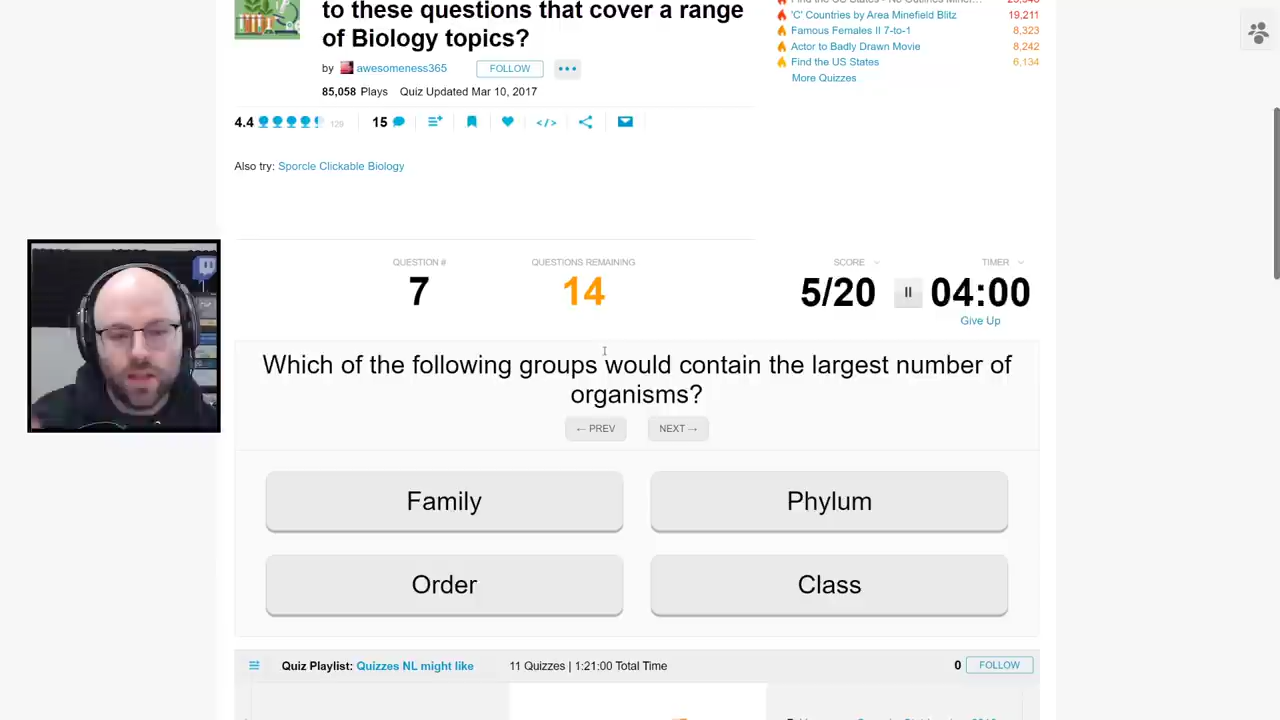 to these questions that cover a range
of Biology topics?
by awesomeness365 FOLLOW •••
85,058 Plays Quiz Updated Mar 10, 2017
4.4 129 15 </>
Also try: Sporcle Clickable Biology
'C' Countries by Area Minefield Blitz 19,211
Famous Females II 7-to-1 8,323
Actor to Badly Drawn Movie 8,242
Find the US States 6,134
More Quizzes
QUESTION # QUESTIONS REMAINING SCORE TIMER
7 14 5/20 04:00
Give Up
Which of the following groups would contain the largest number of
organisms?
← PREV NEXT →
Family Phylum
Order Class
Quiz Playlist: Quizzes NL might like 11 Quizzes | 1:21:00 Total Time 0 FOLLOW